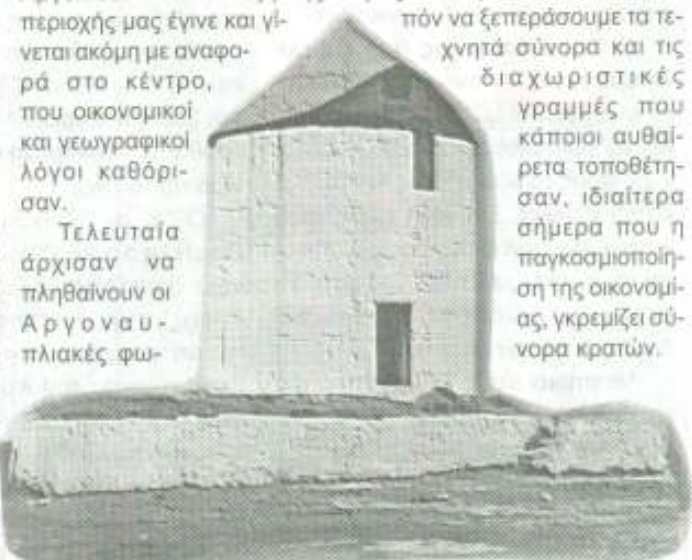 περιοχής μας έγινε και γί-
νεται ακόμη με αναφο-
ρά στο κέντρο,
που οικονομικοί
και γεωγραφικοί
λόγοι καθόρι-
σαν.
Τελευταία
άρχισαν να
πληθαίνουν οι
Αργοναυ-
πλιακές φω-
πόν να ξεπεράσουμε τα τε-
χνητά σύνορα και τις
διαχωριστικές
γραμμές που
κάποιοι αυθαί-
ρετα τοποθέτη-
σαν, ιδιαίτερα
σήμερα που η
παγκοσμιοποίη-
ση της οικονομί-
ας, γκρεμίζει σύ-
νορα κρατών.